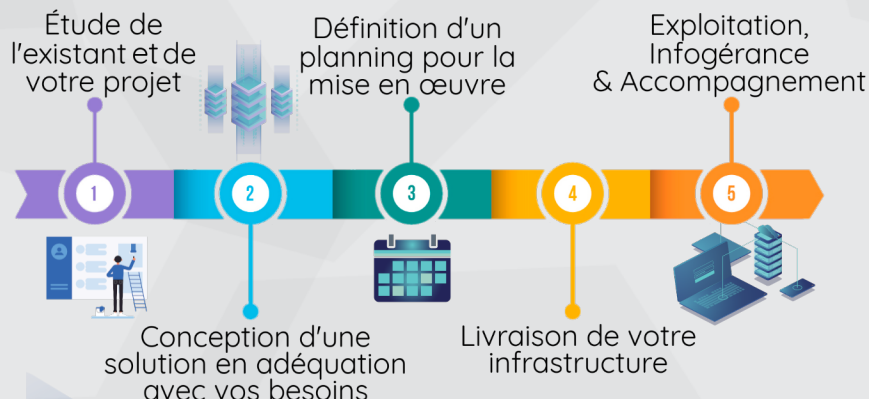 Étude de
l'existant et de
votre projet
Définition d'un
planning pour la
mise en œuvre
Exploitation,
Infogérance
& Accompagnement
1
2
3
4
5
Conception d'une
solution en adéquation
avec vos besoins
Livraison de votre
infrastructure